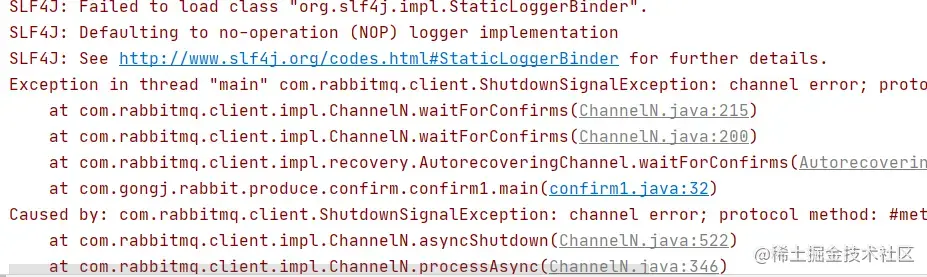 SLF4J: Failed to load class "org.slf4j.impl.StaticLoggerBinder".
SLF4J: Defaulting to no-operation (NOP) logger implementation
SLF4J: See http://www.slf4j.org/codes.html#StaticLoggerBinder for further details.
Exception in thread "main" com.rabbitmq.client.ShutdownSignalException: channel error; proto
at com.rabbitmq.client.impl.ChannelN.waitForConfirms(ChannelN.java:215)
at com.rabbitmq.client.impl.ChannelN.waitForConfirms(ChannelN.java:200)
at com.rabbitmq.client.impl.recovery.AutorecoveringChannel.waitForConfirms(Autorecoverin
at com.gongj.rabbit.produce.confirm.confirm1.main(confirm1.java:32)
Caused by: com.rabbitmq.client.ShutdownSignalException: channel error; protocol method: #met
at com.rabbitmq.client.impl.ChannelN.asyncShutdown(ChannelN.java:522)
at com.rabbitmq.client.impl.ChannelN.processAsync(ChannelN.java:346)
@稀土掘金技术社区